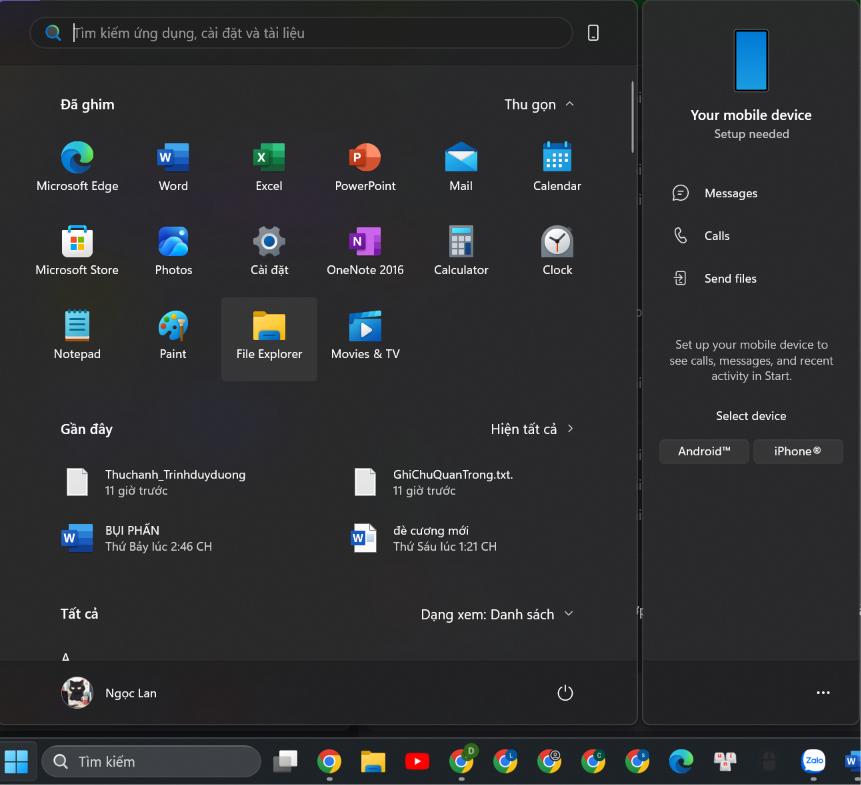 Tìm kiếm ứng dụng, cài đặt và tài liệu
Đã ghim
Thu gọn
Microsoft Edge
Word
Excel
PowerPoint
Mail
Calendar
Microsoft Store
Photos
Cài đặt
OneNote 2016
Calculator
Clock
Notepad
Paint
File Explorer
Movies & TV
Gần đây
Hiện tất cả
Thuchanh_Trinhduyduong
11 giờ trước
GhiChuQuanTrong.txt.
11 giờ trước
BỤI PHẤN
Thứ Bảy lúc 2:46 CH
đè cương mới
Thứ Sáu lúc 1:21 CH
Tất cả
Dạng xem: Danh sách
A
Ngọc Lan
Your mobile device
Setup needed
Messages
Calls
Send files
Set up your mobile device to
see calls, messages, and recent
activity in Start.
Select device
Android™
iPhone®
Tìm kiếm
Zalo